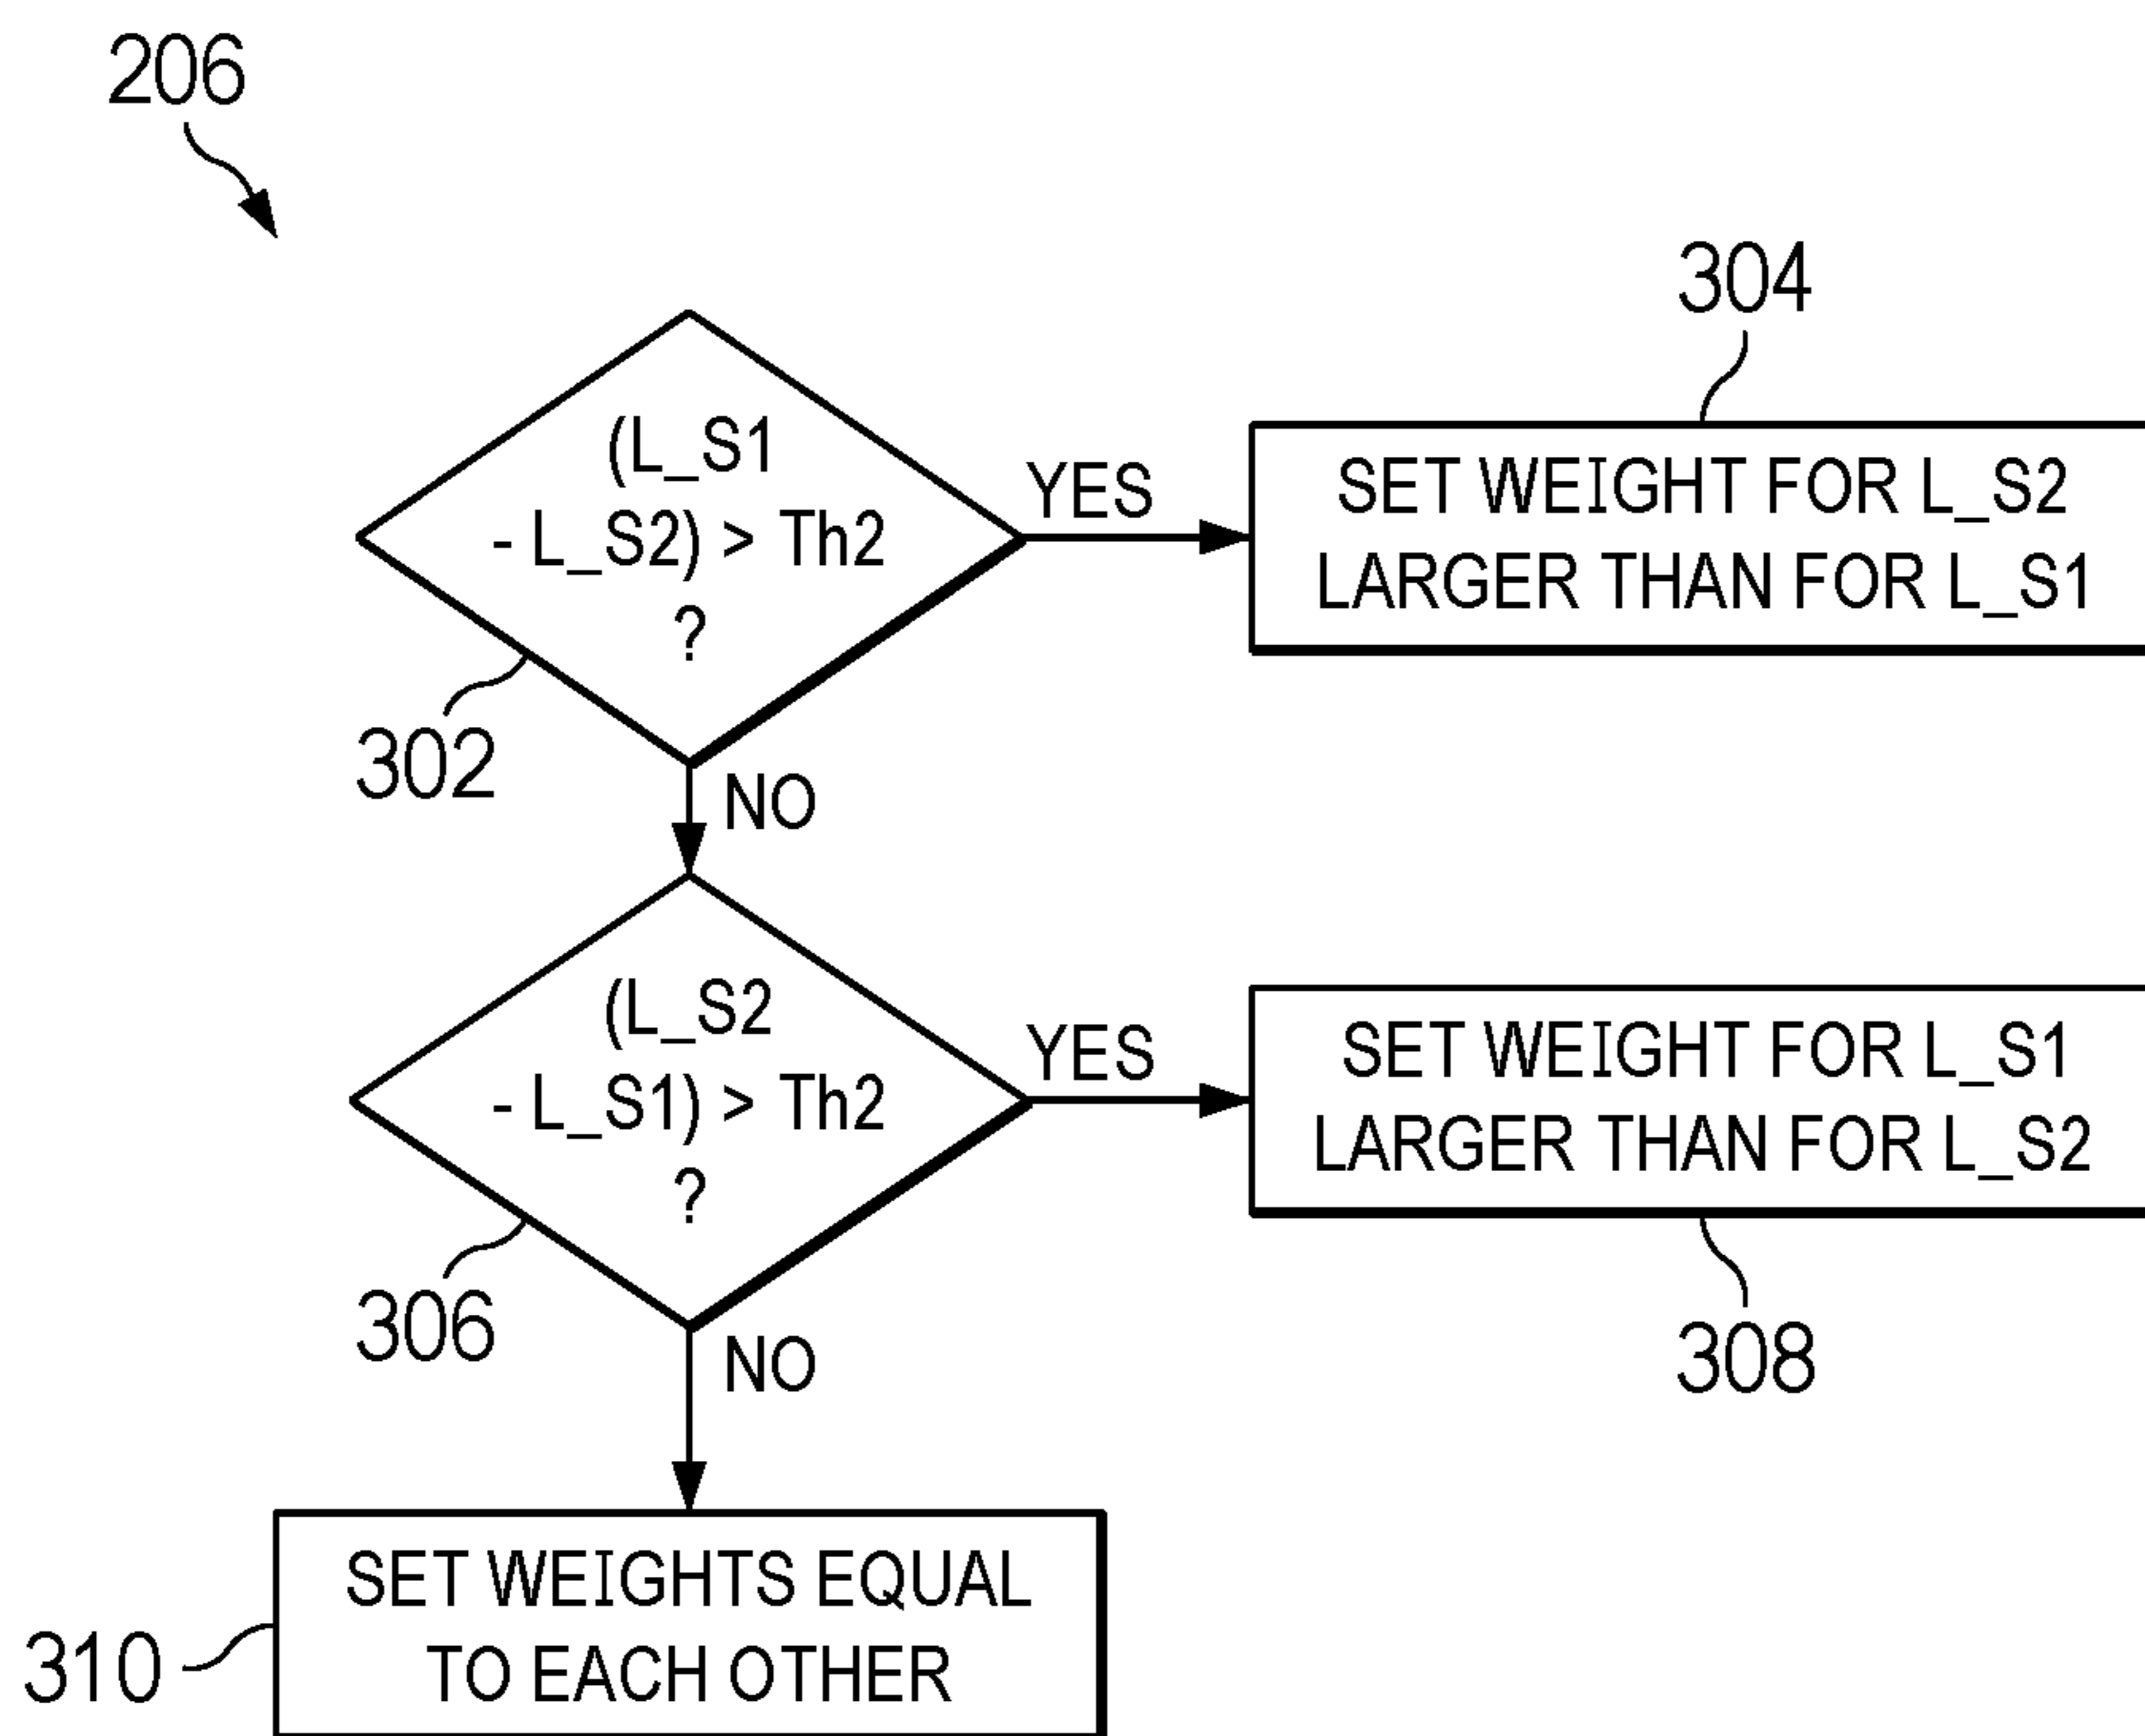 206
304
(L_S1
- L_S2) > Th2
?
YES
SET WEIGHT FOR L_S2
LARGER THAN FOR L_S1
302
NO
(L_S2
- L_S1) > Th2
?
YES
SET WEIGHT FOR L_S1
LARGER THAN FOR L_S2
306
308
NO
SET WEIGHTS EQUAL
TO EACH OTHER
310